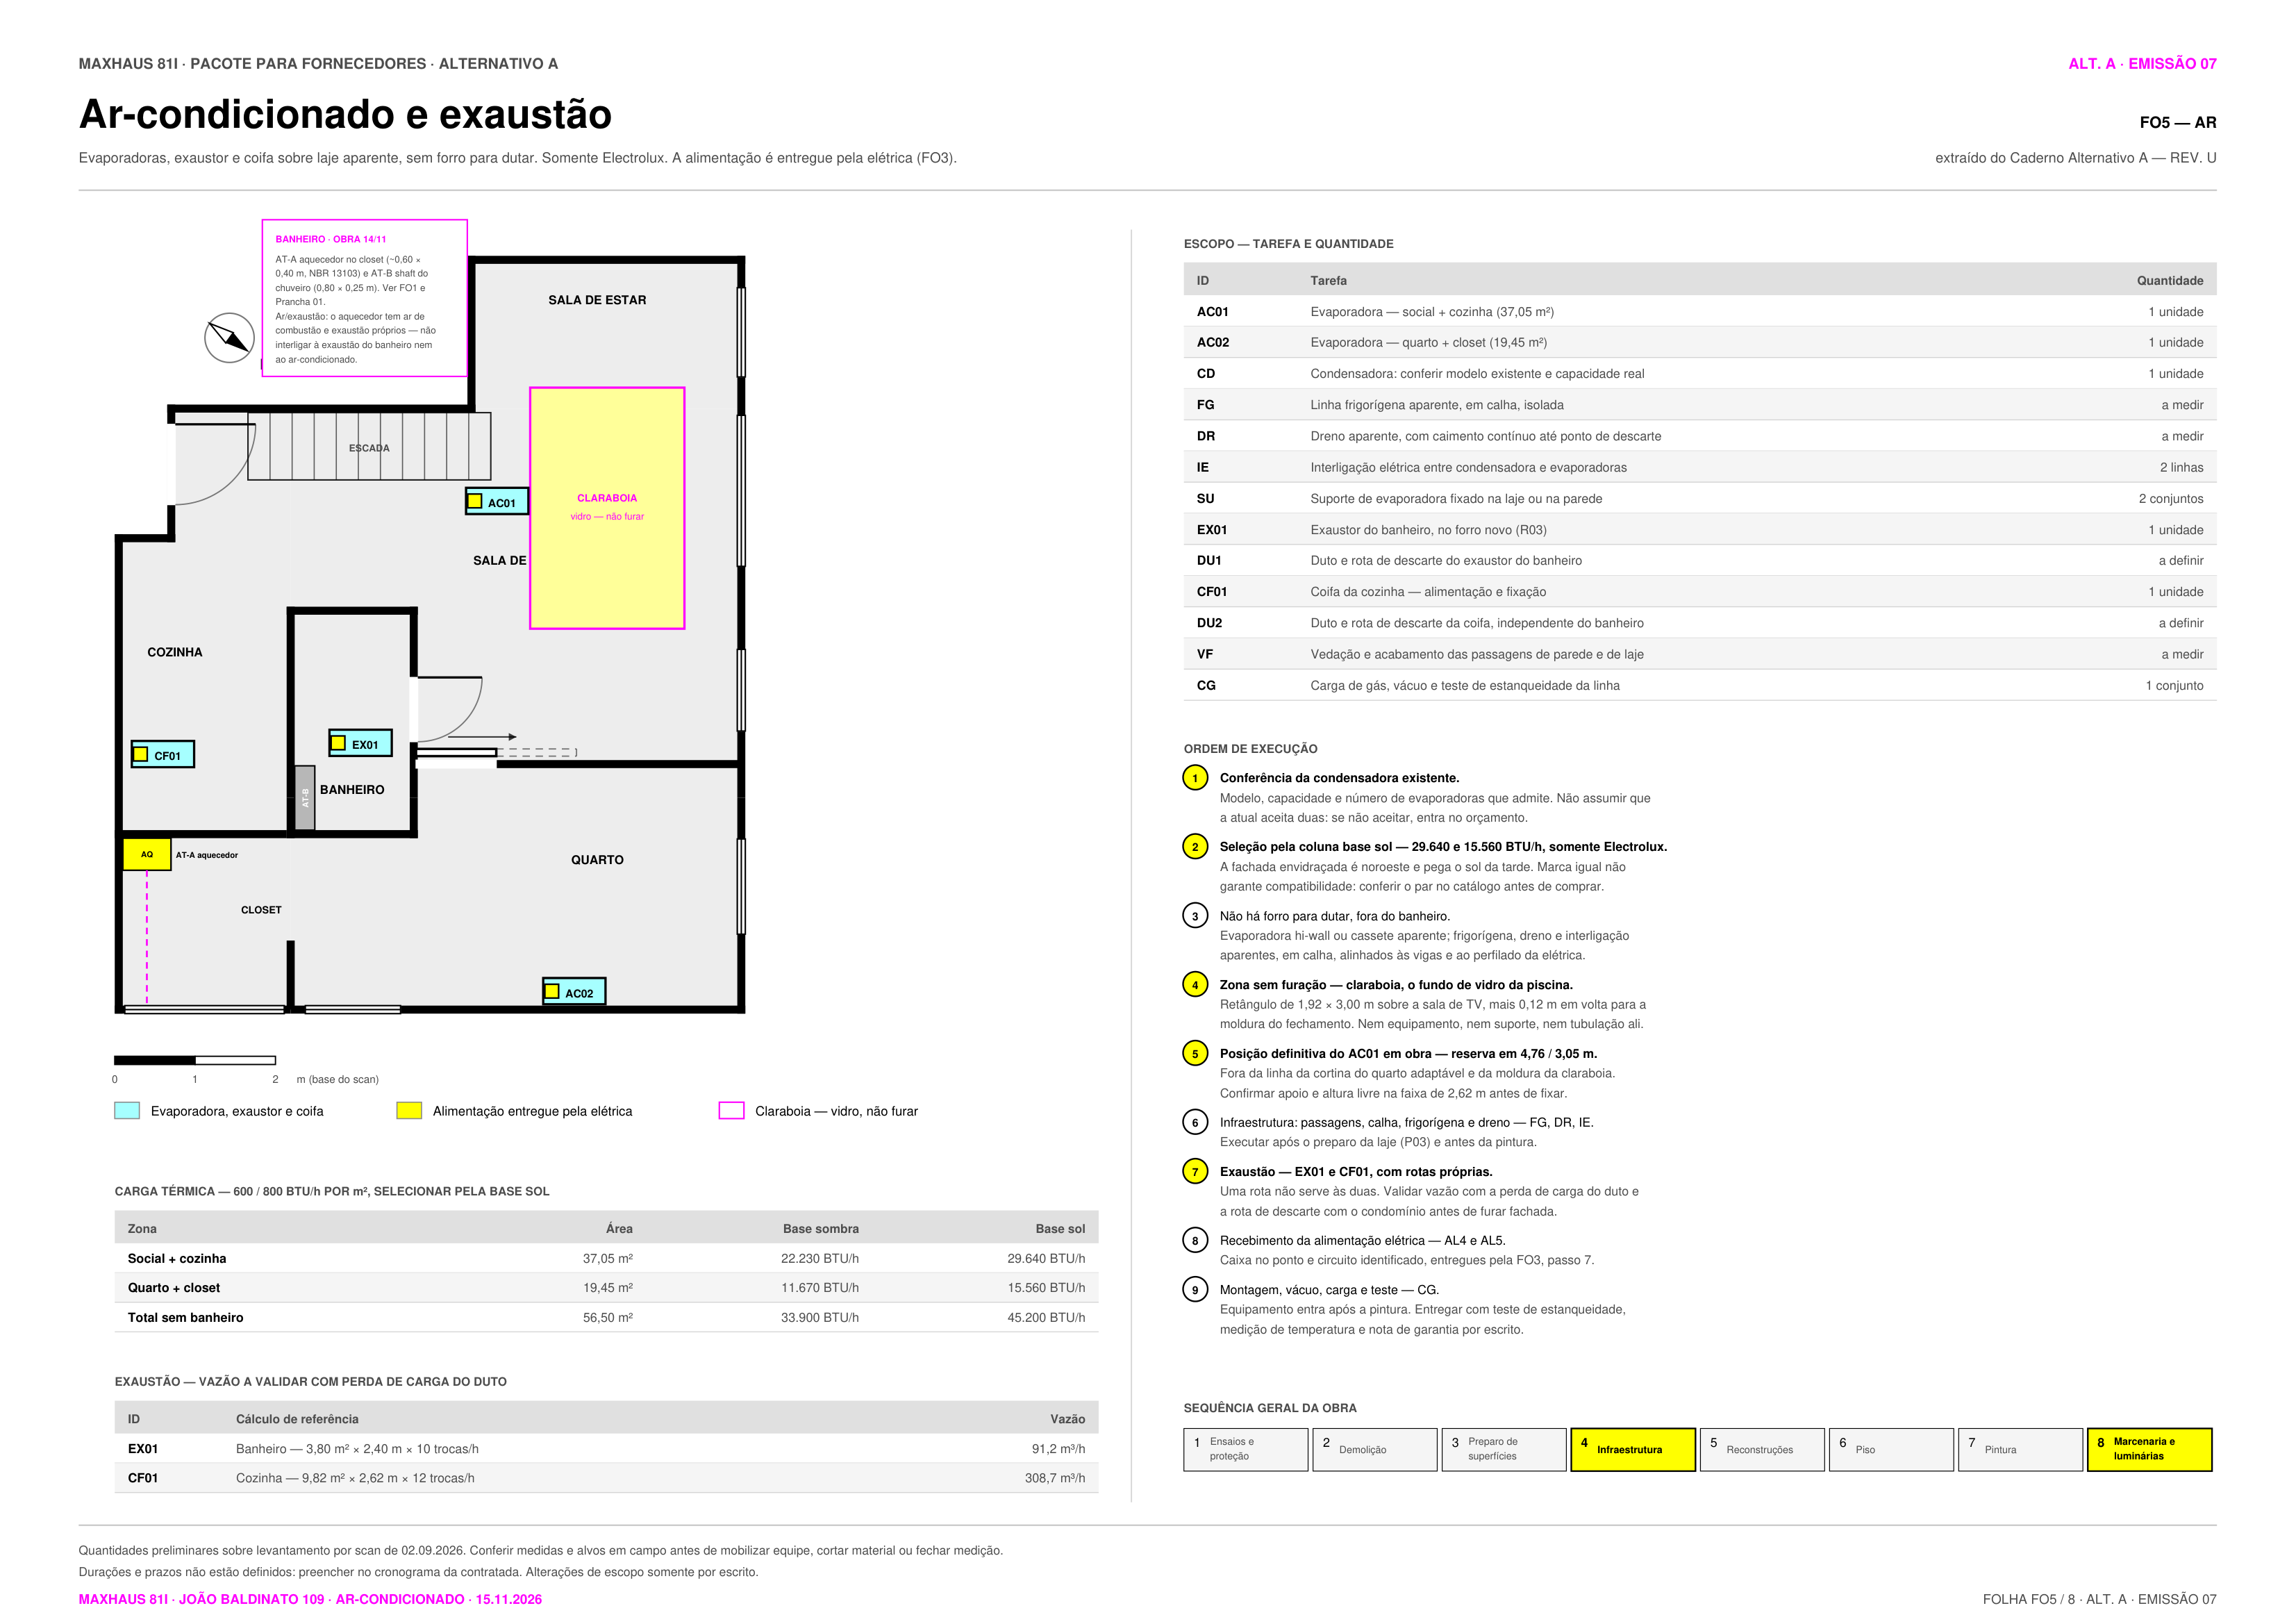 MAXHAUS 81I · PACOTE PARA FORNECEDORES · ALTERNATIVO A
ALT. A · EMISSÃO 07
Ar-condicionado e exaustão
FO5 — AR
Evaporadoras, exaustor e coifa sobre laje aparente, sem forro para dutar. Somente Electrolux. A alimentação é entregue pela elétrica (FO3).
extraído do Caderno Alternativo A — REV. U
BANHEIRO · OBRA 14/11
AT-A aquecedor no closet (~0,60 ×
0,40 m, NBR 13103) e AT-B shaft do
chuveiro (0,80 × 0,25 m). Ver FO1 e
Prancha 01.
Ar/exaustão: o aquecedor tem ar de
combustão e exaustão próprios — não
interligar à exaustão do banheiro nem
ao ar-condicionado.
SALA DE ESTAR
ESCADA
AC01
CLARABOIA
vidro — não furar
SALA DE
COZINHA
CF01
EX01
AT-B
BANHEIRO
AQ
AT-A aquecedor
QUARTO
CLOSET
AC02
0 1 2 m (base do scan)
Evaporadora, exaustor e coifa
Alimentação entregue pela elétrica
Claraboia — vidro, não furar
CARGA TÉRMICA — 600 / 800 BTU/h POR m², SELECIONAR PELA BASE SOL
Zona Área Base sombra Base sol
Social + cozinha 37,05 m² 22.230 BTU/h 29.640 BTU/h
Quarto + closet 19,45 m² 11.670 BTU/h 15.560 BTU/h
Total sem banheiro 56,50 m² 33.900 BTU/h 45.200 BTU/h
EXAUSTÃO — VAZÃO A VALIDAR COM PERDA DE CARGA DO DUTO
ID Cálculo de referência Vazão
EX01 Banheiro — 3,80 m² × 2,40 m × 10 trocas/h 91,2 m³/h
CF01 Cozinha — 9,82 m² × 2,62 m × 12 trocas/h 308,7 m³/h
ESCOPO — TAREFA E QUANTIDADE
ID Tarefa Quantidade
AC01 Evaporadora — social + cozinha (37,05 m²) 1 unidade
AC02 Evaporadora — quarto + closet (19,45 m²) 1 unidade
CD Condensadora: conferir modelo existente e capacidade real 1 unidade
FG Linha frigorígena aparente, em calha, isolada a medir
DR Dreno aparente, com caimento contínuo até ponto de descarte a medir
IE Interligação elétrica entre condensadora e evaporadoras 2 linhas
SU Suporte de evaporadora fixado na laje ou na parede 2 conjuntos
EX01 Exaustor do banheiro, no forro novo (R03) 1 unidade
DU1 Duto e rota de descarte do exaustor do banheiro a definir
CF01 Coifa da cozinha — alimentação e fixação 1 unidade
DU2 Duto e rota de descarte da coifa, independente do banheiro a definir
VF Vedação e acabamento das passagens de parede e de laje a medir
CG Carga de gás, vácuo e teste de estanqueidade da linha 1 conjunto
ORDEM DE EXECUÇÃO
1 Conferência da condensadora existente.
Modelo, capacidade e número de evaporadoras que admite. Não assumir que
a atual aceita duas: se não aceitar, entra no orçamento.
2 Seleção pela coluna base sol — 29.640 e 15.560 BTU/h, somente Electrolux.
A fachada envidraçada é noroeste e pega o sol da tarde. Marca igual não
garante compatibilidade: conferir o par no catálogo antes de comprar.
3 Não há forro para dutar, fora do banheiro.
Evaporadora hi-wall ou cassete aparente; frigorígena, dreno e interligação
aparentes, em calha, alinhados às vigas e ao perfilado da elétrica.
4 Zona sem furação — claraboia, o fundo de vidro da piscina.
Retângulo de 1,92 × 3,00 m sobre a sala de TV, mais 0,12 m em volta para a
moldura do fechamento. Nem equipamento, nem suporte, nem tubulação ali.
5 Posição definitiva do AC01 em obra — reserva em 4,76 / 3,05 m.
Fora da linha da cortina do quarto adaptável e da moldura da claraboia.
Confirmar apoio e altura livre na faixa de 2,62 m antes de fixar.
6 Infraestrutura: passagens, calha, frigorígena e dreno — FG, DR, IE.
Executar após o preparo da laje (P03) e antes da pintura.
7 Exaustão — EX01 e CF01, com rotas próprias.
Uma rota não serve às duas. Validar vazão com a perda de carga do duto e
a rota de descarte com o condomínio antes de furar fachada.
8 Recebimento da alimentação elétrica — AL4 e AL5.
Caixa no ponto e circuito identificado, entregues pela FO3, passo 7.
9 Montagem, vácuo, carga e teste — CG.
Equipamento entra após a pintura. Entregar com teste de estanqueidade,
medição de temperatura e nota de garantia por escrito.
SEQUÊNCIA GERAL DA OBRA
1 Ensaios e
proteção
2 Demolição
3 Preparo de
superfícies
4 Infraestrutura
5 Reconstruções
6 Piso
7 Pintura
8 Marcenaria e
luminárias
Quantidades preliminares sobre levantamento por scan de 02.09.2026. Conferir medidas e alvos em campo antes de mobilizar equipe, cortar material ou fechar medição.
Durações e prazos não estão definidos: preencher no cronograma da contratada. Alterações de escopo somente por escrito.
MAXHAUS 81I · JOÃO BALDINATO 109 · AR-CONDICIONADO · 15.11.2026
FOLHA FO5 / 8 · ALT. A · EMISSÃO 07